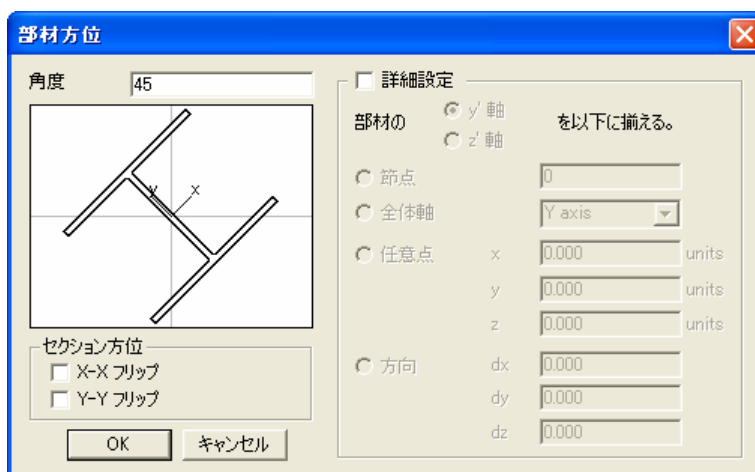 部材方位
角度 45
y x
セクション方位
X-X フリップ
Y-Y フリップ
OK キャンセル
詳細設定
部材の y' 軸 を以下に揃える。
z' 軸
節点 0
全体軸 Y axis
任意点 x 0.000 units
y 0.000 units
z 0.000 units
方向 dx 0.000
dy 0.000
dz 0.000